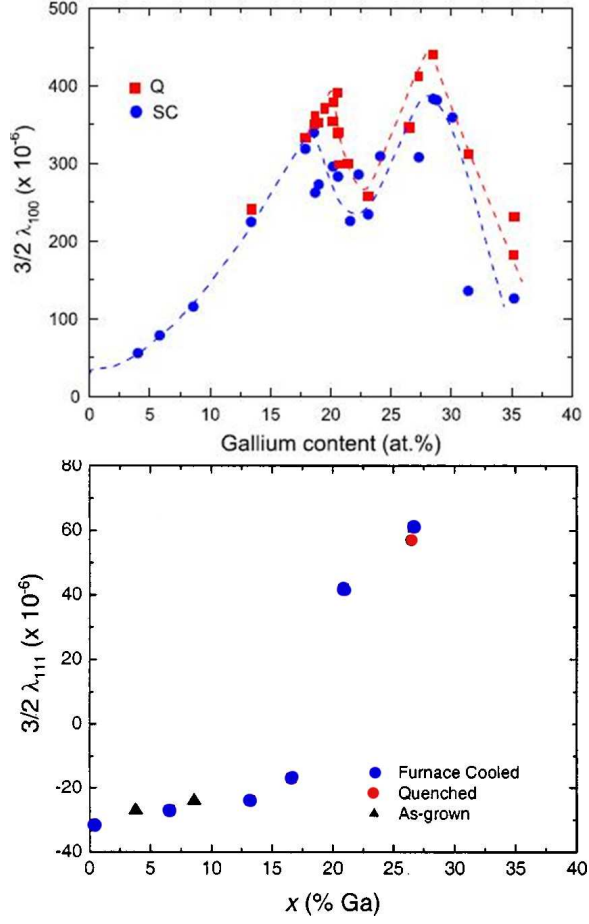 500
400
300
200
100
0
3/2 λ100 (x 10-6)
Q
SC
0 5 10 15 20 25 30 35 40
Gallium content (at.%)
80
60
40
20
0
-20
-40
3/2 λ111 (x 10-6)
Furnace Cooled
Quenched
As-grown
0 5 10 15 20 25 30 35 40
x (% Ga)